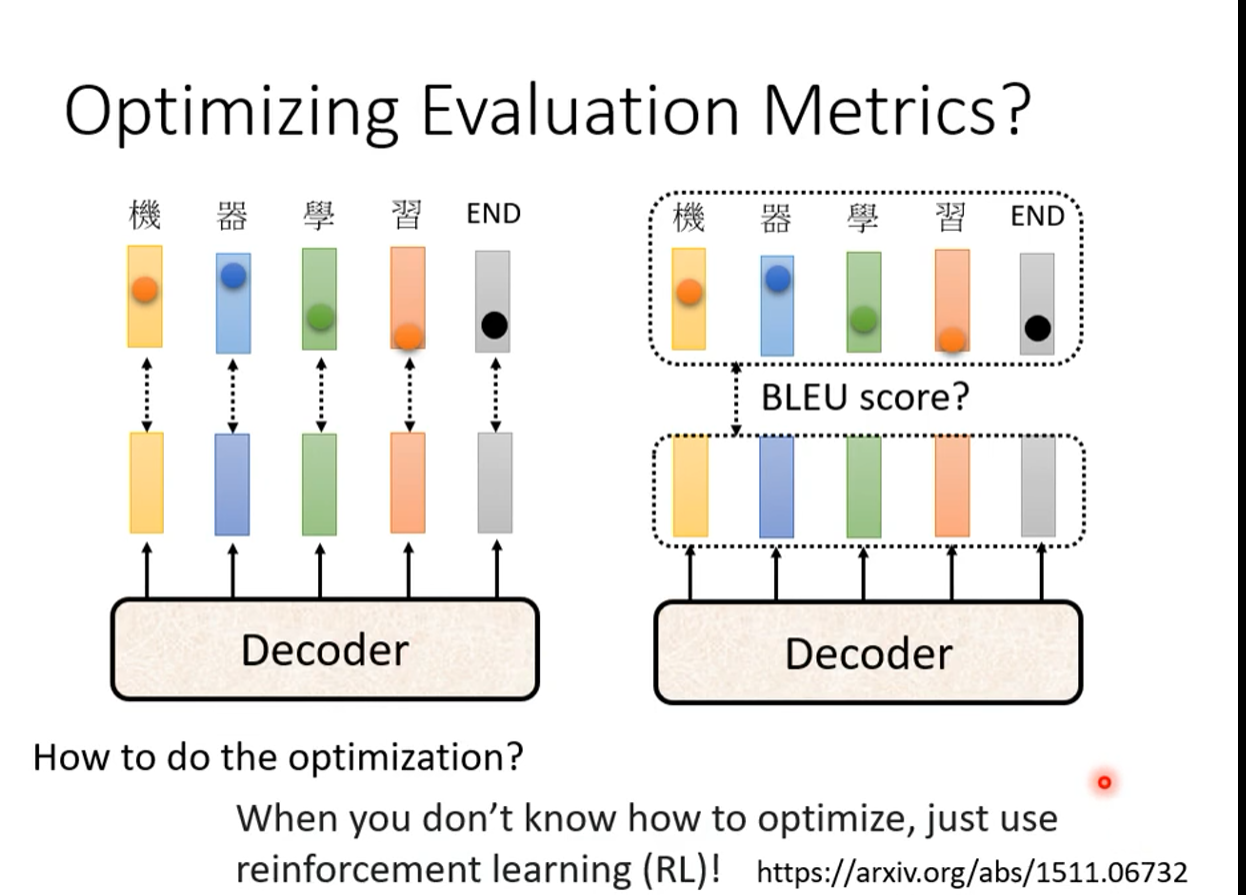 Optimizing Evaluation Metrics?
機 器 學 習 END
機 器 學 習 END
BLEU score?
Decoder
Decoder
How to do the optimization?
When you don’t know how to optimize, just use
reinforcement learning (RL)!
https://arxiv.org/abs/1511.06732